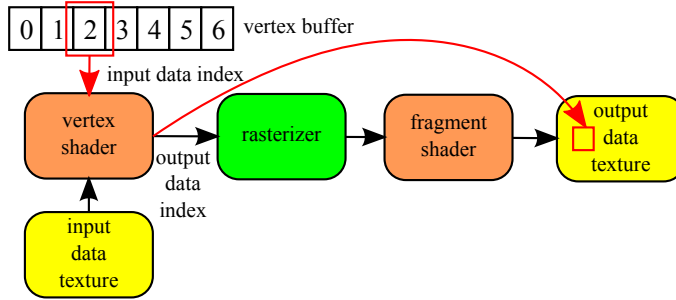 0 1 2 3 4 5 6
vertex buffer
input data index
vertex
shader
rasterizer
fragment
shader
output
data
texture
output
data
index
input
data
texture